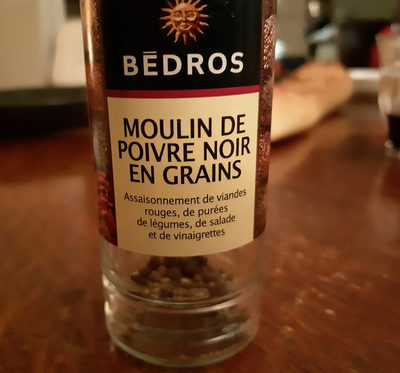 BĒDROS
MOULIN DE
POIVRE NOIR
EN GRAINS
Assaisonnement de viandes
rouges, de purées
de légumes, de salade
et de vinaigrettes